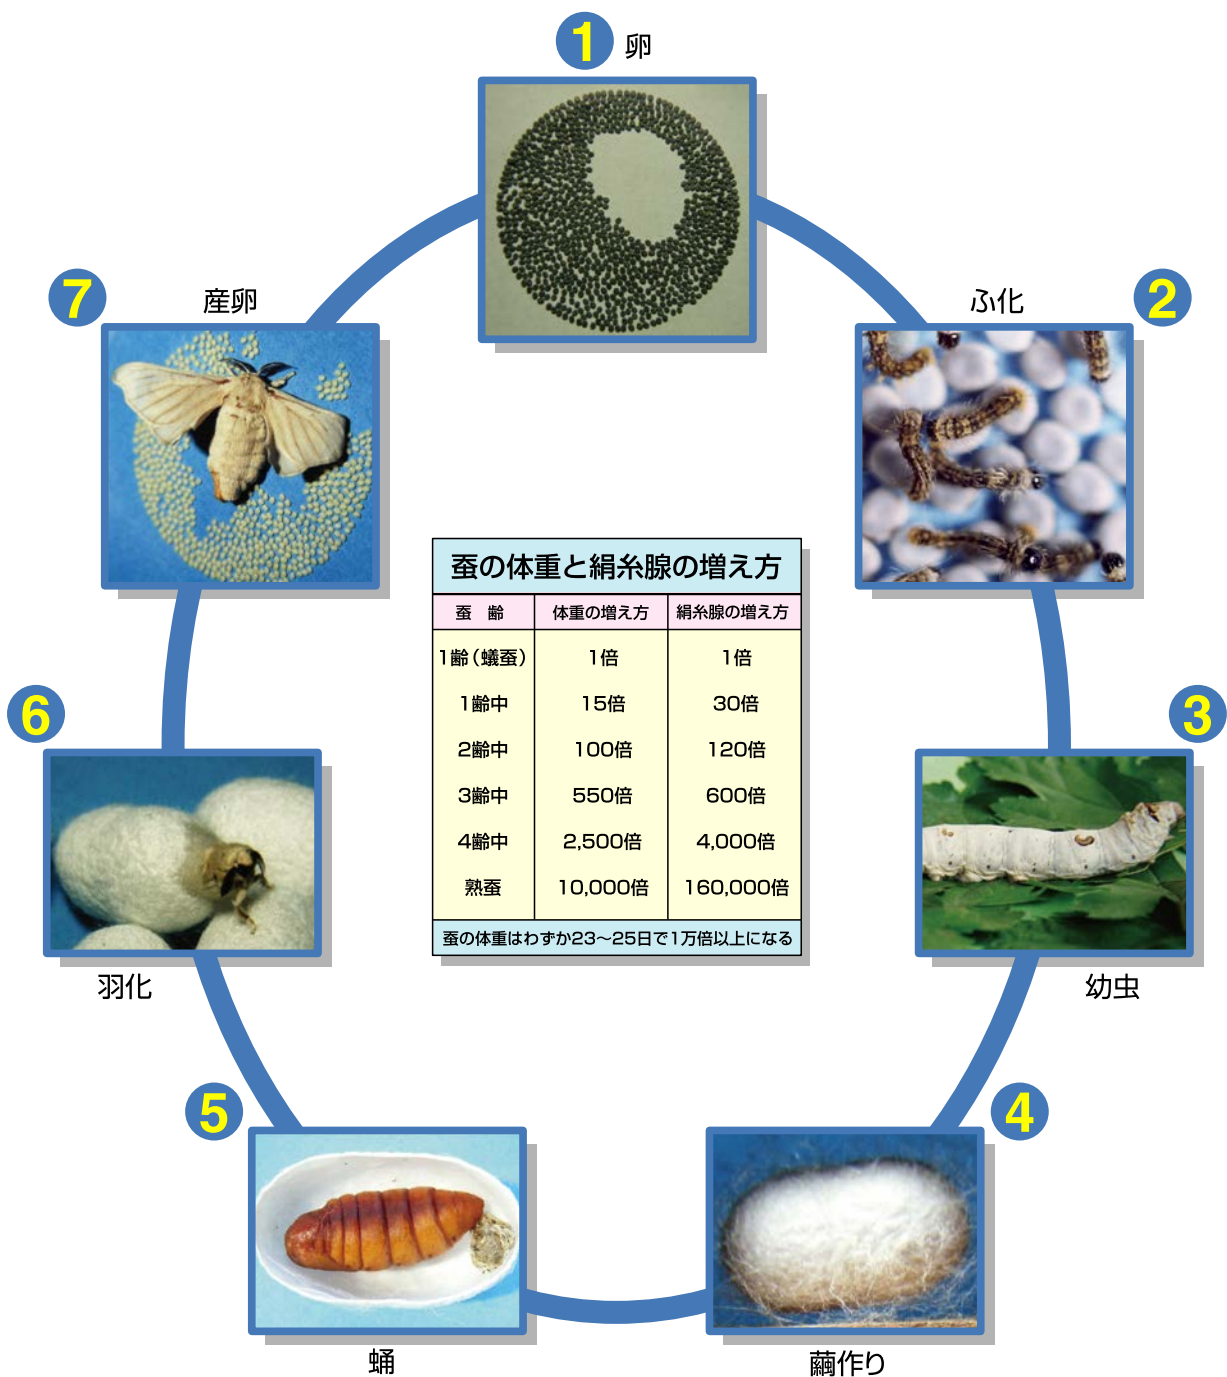 1 卵
2 ふ化
3 幼虫
4 繭作り
5 蛹
6 羽化
7 産卵
蚕の体重と絹糸腺の増え方
蚕 齢 体重の増え方 絹糸腺の増え方
1齢（蟻蚕） 1倍 1倍
1齢中 15倍 30倍
2齢中 100倍 120倍
3齢中 550倍 600倍
4齢中 2,500倍 4,000倍
熟蚕 10,000倍 160,000倍
蚕の体重はわずか23〜25日で1万倍以上になる